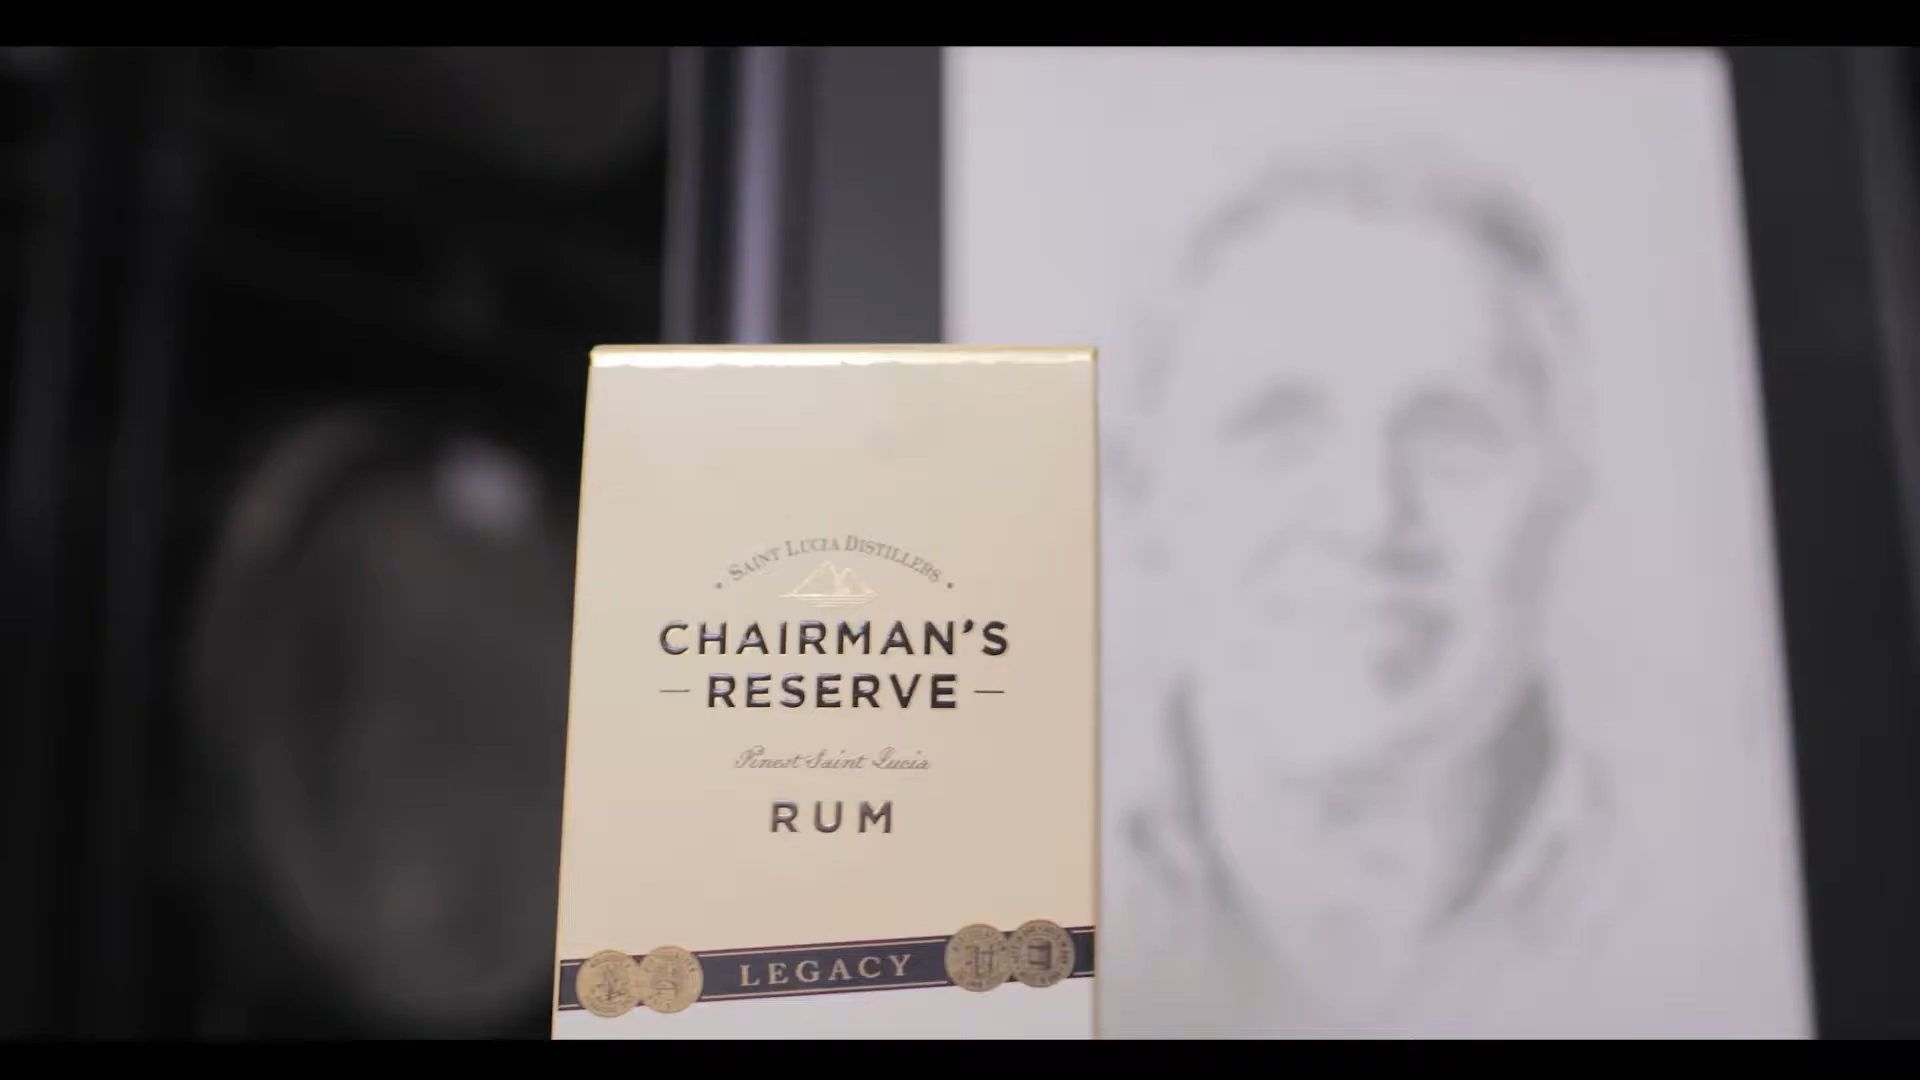 SAINT LUCIA DISTILLERS
CHAIRMAN'S
RESERVE
Finest Saint Lucia
RUM
LEGACY